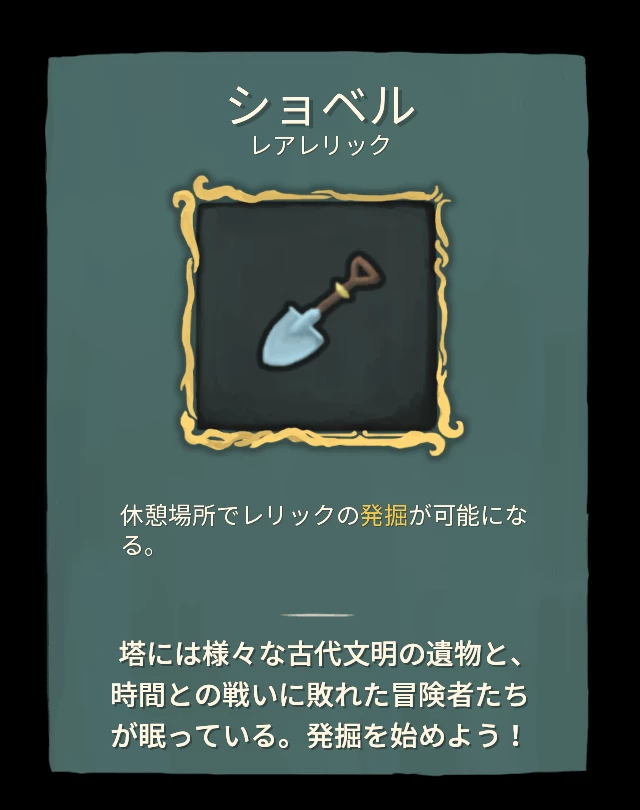 ショベル
レアレリック
休憩場所でレリックの発掘が可能にな
る。
塔には様々な古代文明の遺物と、
時間との戦いに敗れた冒険者たち
が眠っている。発掘を始めよう！